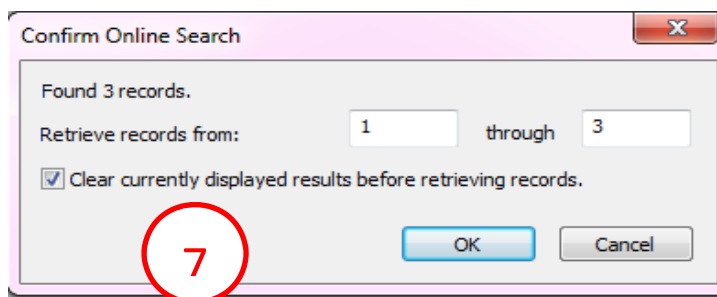 Confirm Online Search
Found 3 records.
Retrieve records from: 1 through 3
Clear currently displayed results before retrieving records.
OK Cancel
7